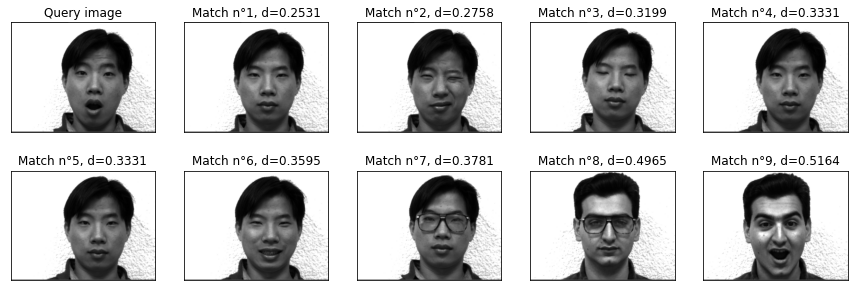 Query image
Match n°1, d=0.2531
Match n°2, d=0.2758
Match n°3, d=0.3199
Match n°4, d=0.3331
Match n°5, d=0.3331
Match n°6, d=0.3595
Match n°7, d=0.3781
Match n°8, d=0.4965
Match n°9, d=0.5164